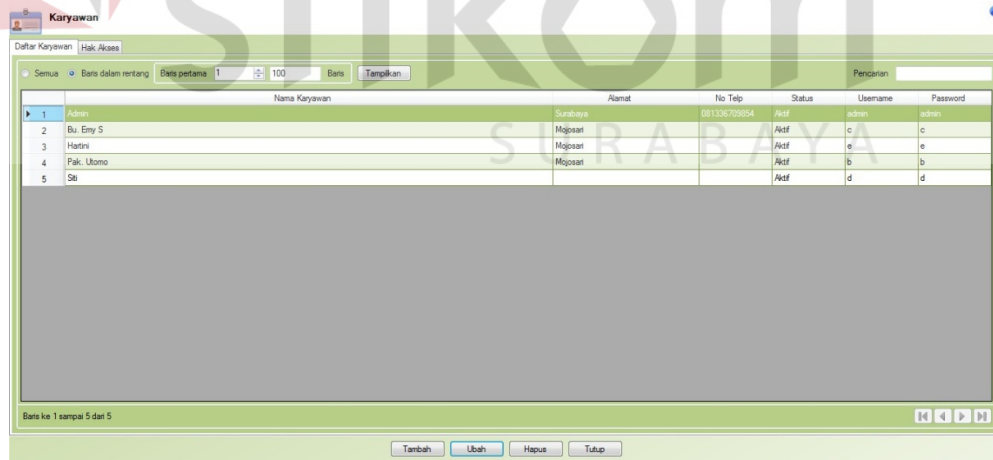 stikom
SURABAYA
Karyawan
Daftar Karyawan Hak Akses
Semua Baris dalam rentang Baris pertama 1 100 Baris Tampilkan Pencarian
Nama Karyawan Alamat No Telp Status Username Password
1 Admin Surabaya 081336709854 Aktif admin admin
2 Bu. Emy S Mojosari Aktif c c
3 Hartini Mojosari Aktif e e
4 Pak. Utomo Mojosari Aktif b b
5 Siti Aktif d d
Baris ke 1 sampai 5 dari 5
Tambah Ubah Hapus Tutup